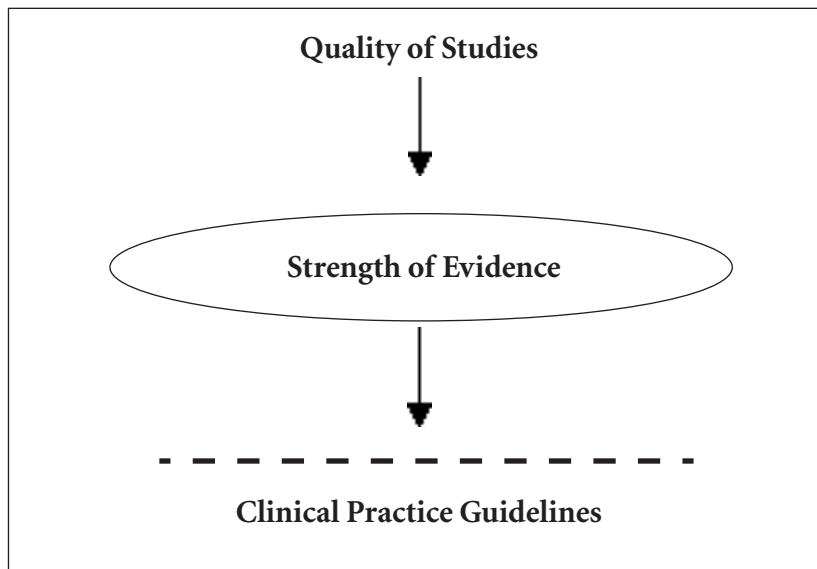 Quality of Studies
Strength of Evidence
Clinical Practice Guidelines